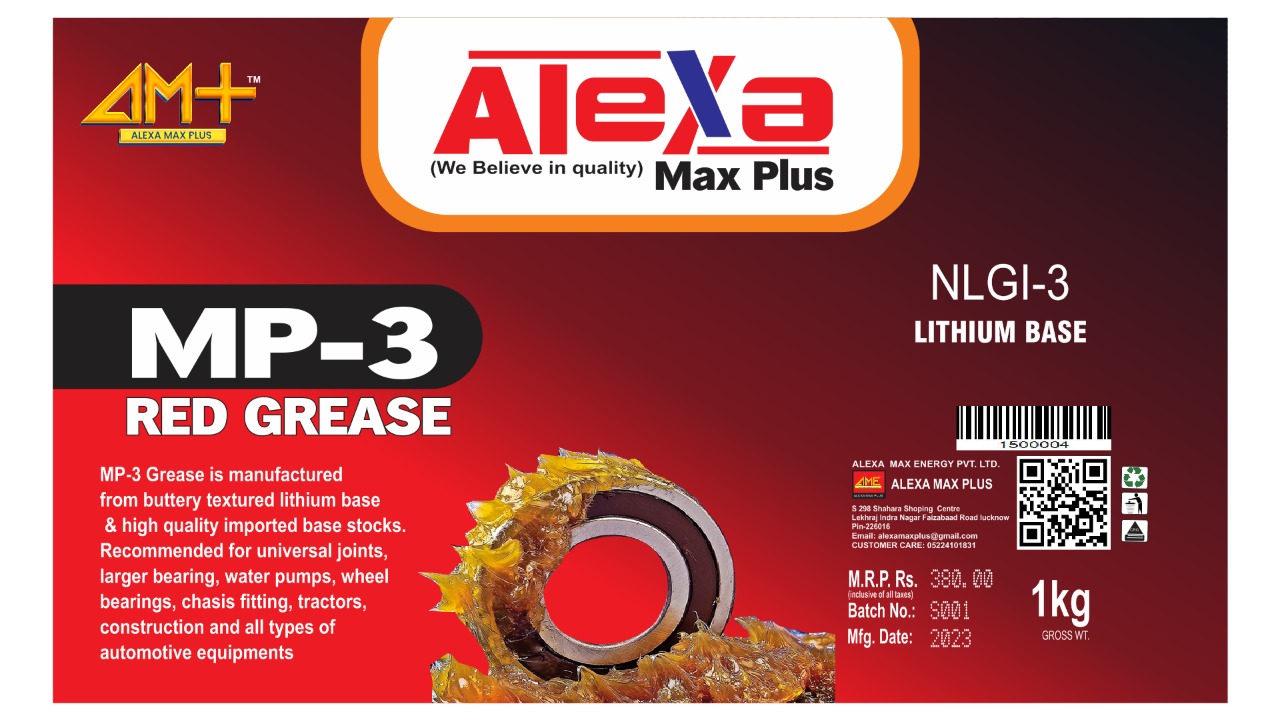 AM+ TM
ALEXA MAX PLUS
Alexa
(We Believe in quality)
Max Plus
MP-3
RED GREASE
MP-3 Grease is manufactured
from buttery textured lithium base
& high quality imported base stocks.
Recommended for universal joints,
larger bearing, water pumps, wheel
bearings, chasis fitting, tractors,
construction and all types of
automotive equipments
NLGI-3
LITHIUM BASE
1500004
ALEXA MAX ENERGY PVT. LTD.
AME
ALEXA MAX PLUS
S 298 Shahara Shoping Centre
Lekhraj Indra Nagar Faizabaad Road lucknow
Pin-226016
Email: alexamaxplus@gmail.com
CUSTOMER CARE: 05224101831
M.R.P. Rs. 380.00
(inclusive of all taxes)
Batch No.: S001
Mfg. Date: 2023
1kg
GROSS WT.